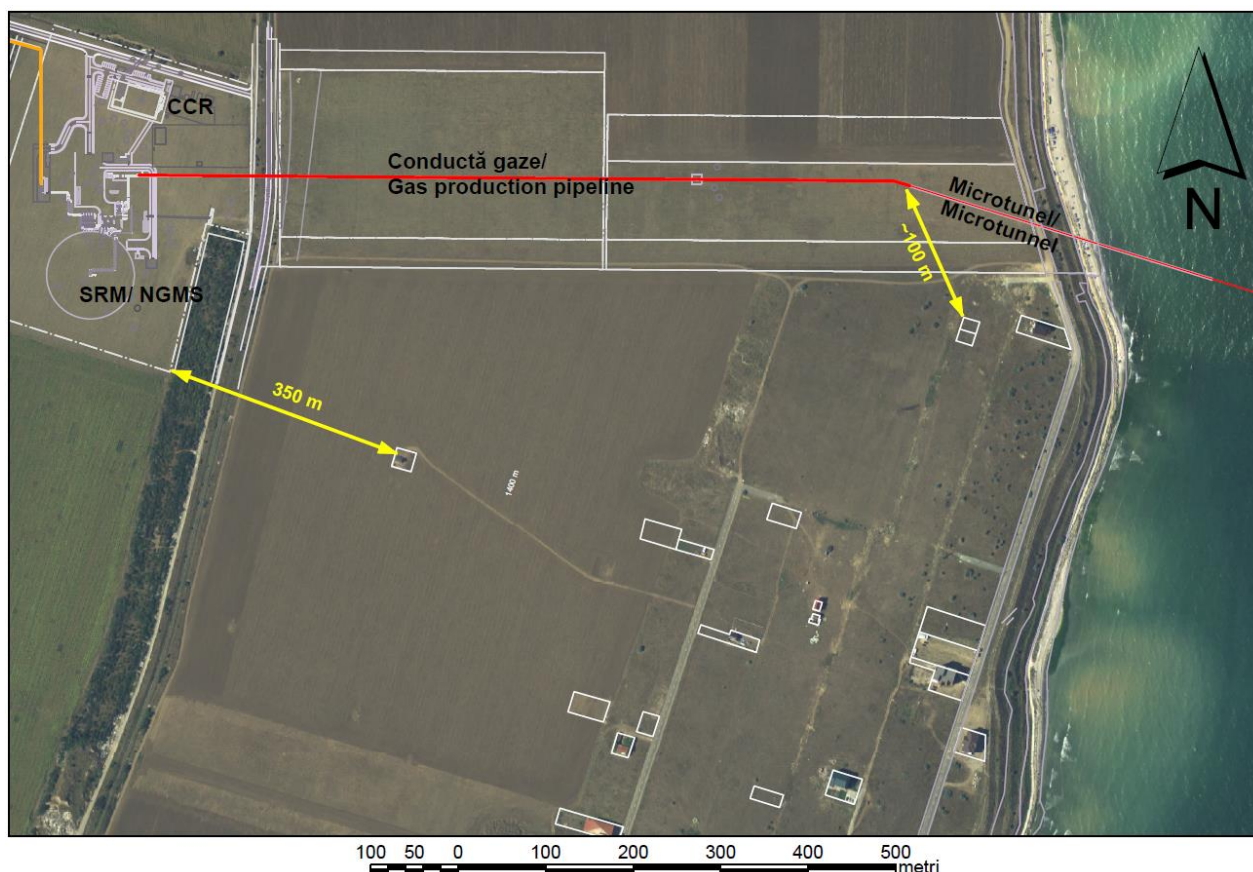 CCR
Conductă gaze/
Gas production pipeline
Microtunel/
Microtunnel
N
~100 m
SRM/ NGMS
350 m
1400 m
100 50 0 100 200 300 400 500
metri